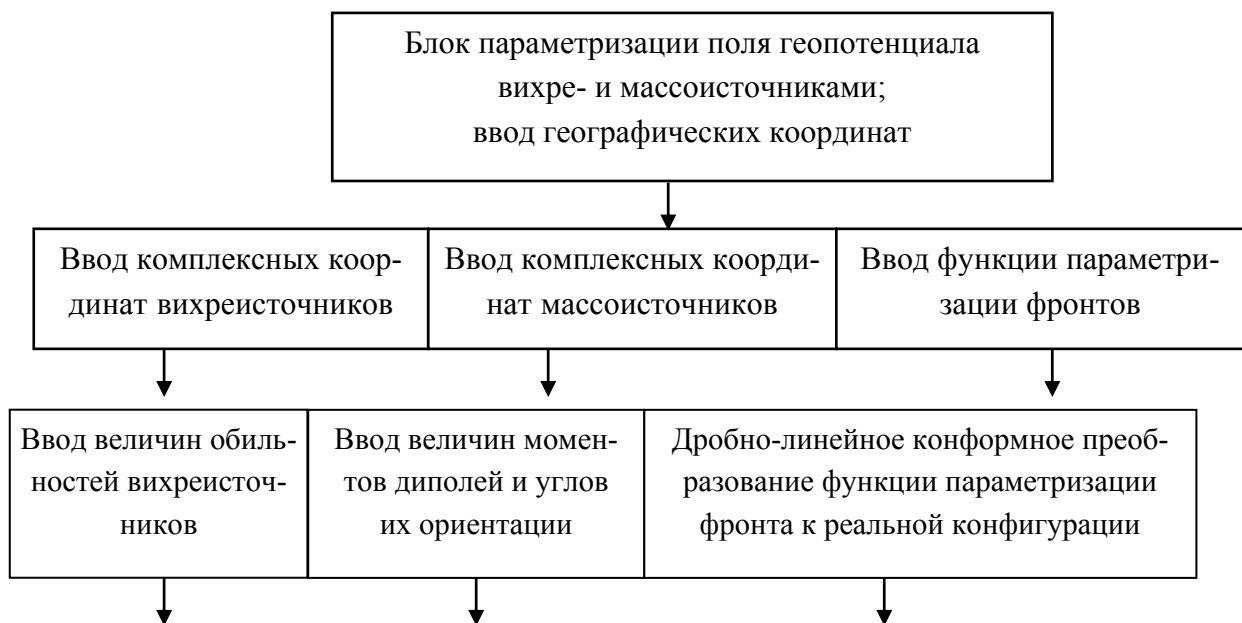 Блок параметризации поля геопотенциала
вихре- и массоисточниками;
ввод географических координат
Ввод комплексных коор-
динат вихреисточников
Ввод комплексных координ-
нат массоисточников
Ввод функции параметри-
зации фронтов
Ввод величин обиль-
ностей вихреисточ-
ников
Ввод величин момен-
тов диполей и углов
их ориентации
Дробно-линейное конформное преоб-
разование функции параметризации
фронта к реальной конфигурации